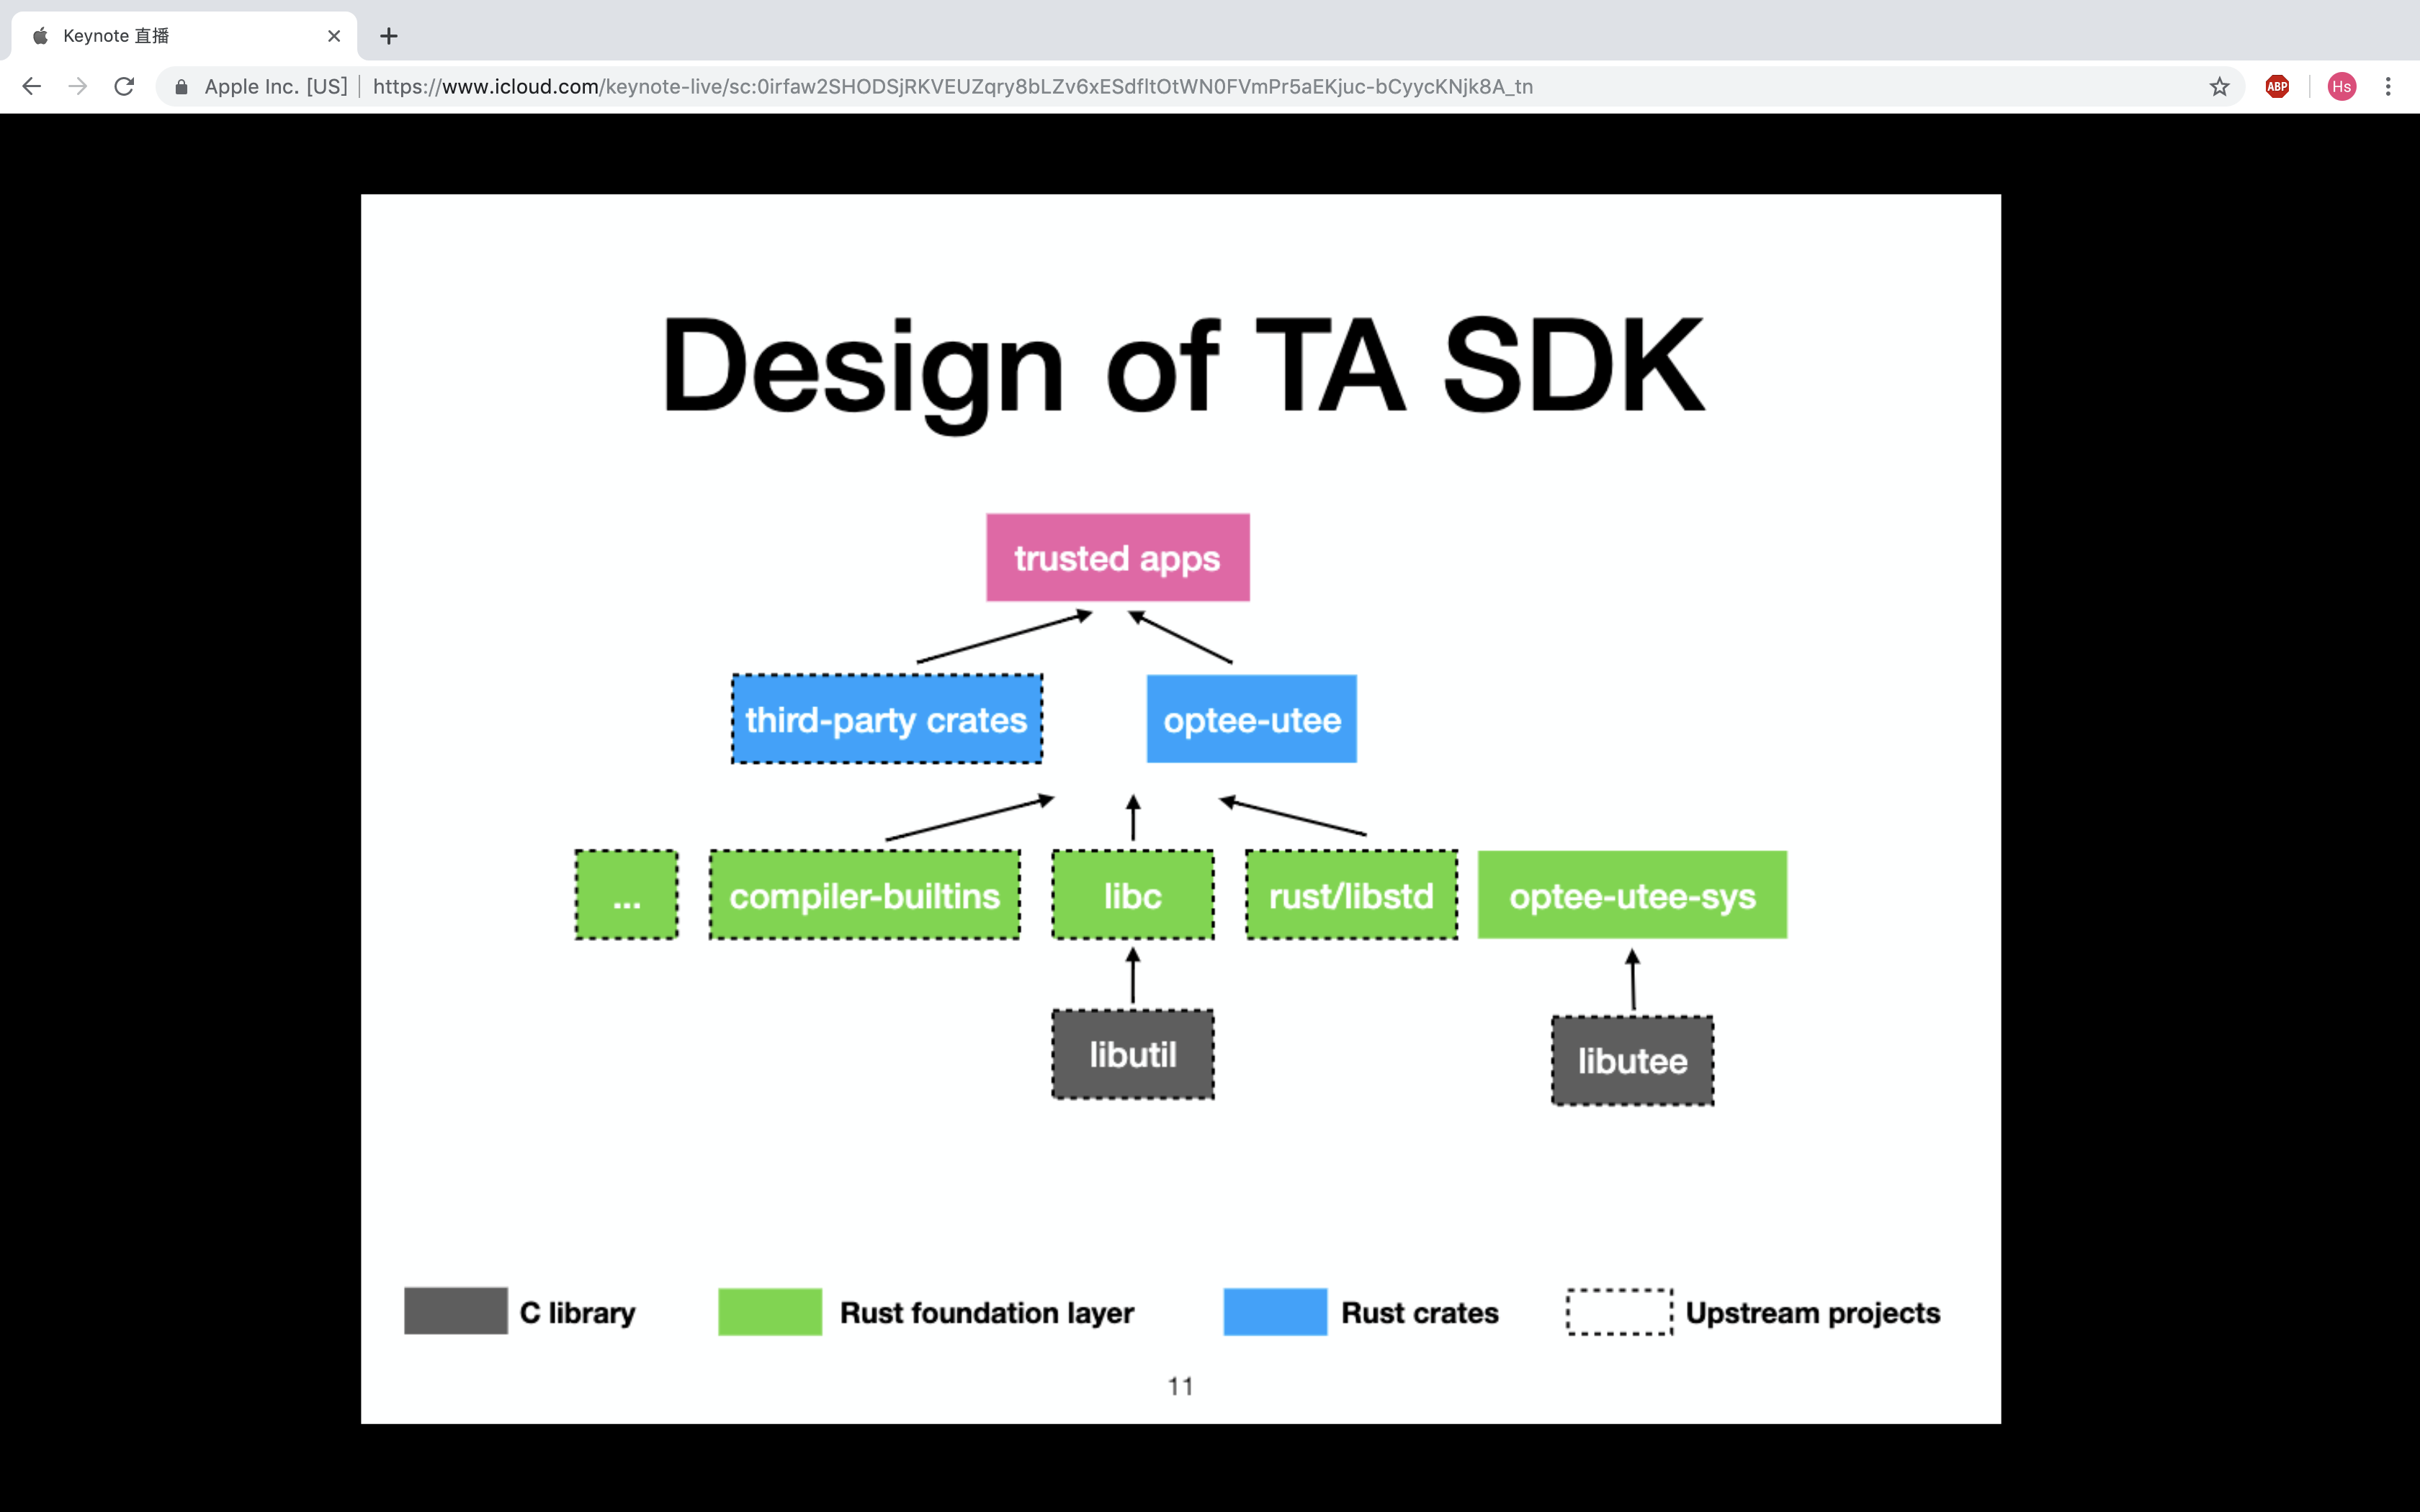 Keynote 直播
Apple Inc. [US] https://www.icloud.com/keynote-live/sc:0irfaw2SHODSjRKVEUZqry8bLZv6xESdfItOtWN0FVmPr5aEKjuc-bCyycKNjk8A_tn
ABP
Hs
Design of TA SDK
trusted apps
third-party crates optee-utee
... compiler-builtins libc rust/libstd optee-utee-sys
libutil libutee
C library Rust foundation layer Rust crates Upstream projects
11